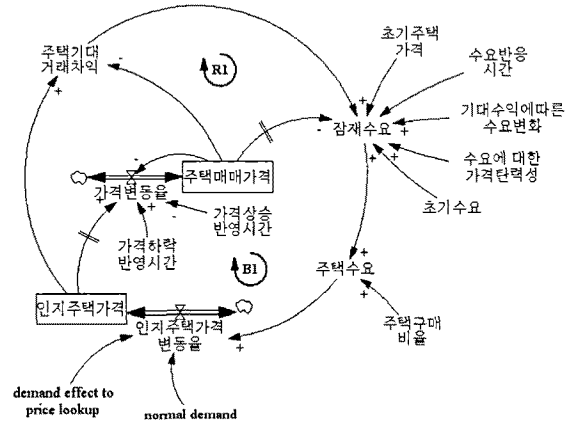 주택기대
거래차익
R1
초기주택
가격
수요반응
시간
기대수익에따른
수요변화
잠재수요
수요에 대한
가격탄력성
초기수요
주택매매가격
가격변동율
가격상승
반영시간
가격하락
반영시간
B1
주택수요
주택구매
비율
인지주택가격
인지주택가격
변동율
demand effect to
price lookup
normal demand